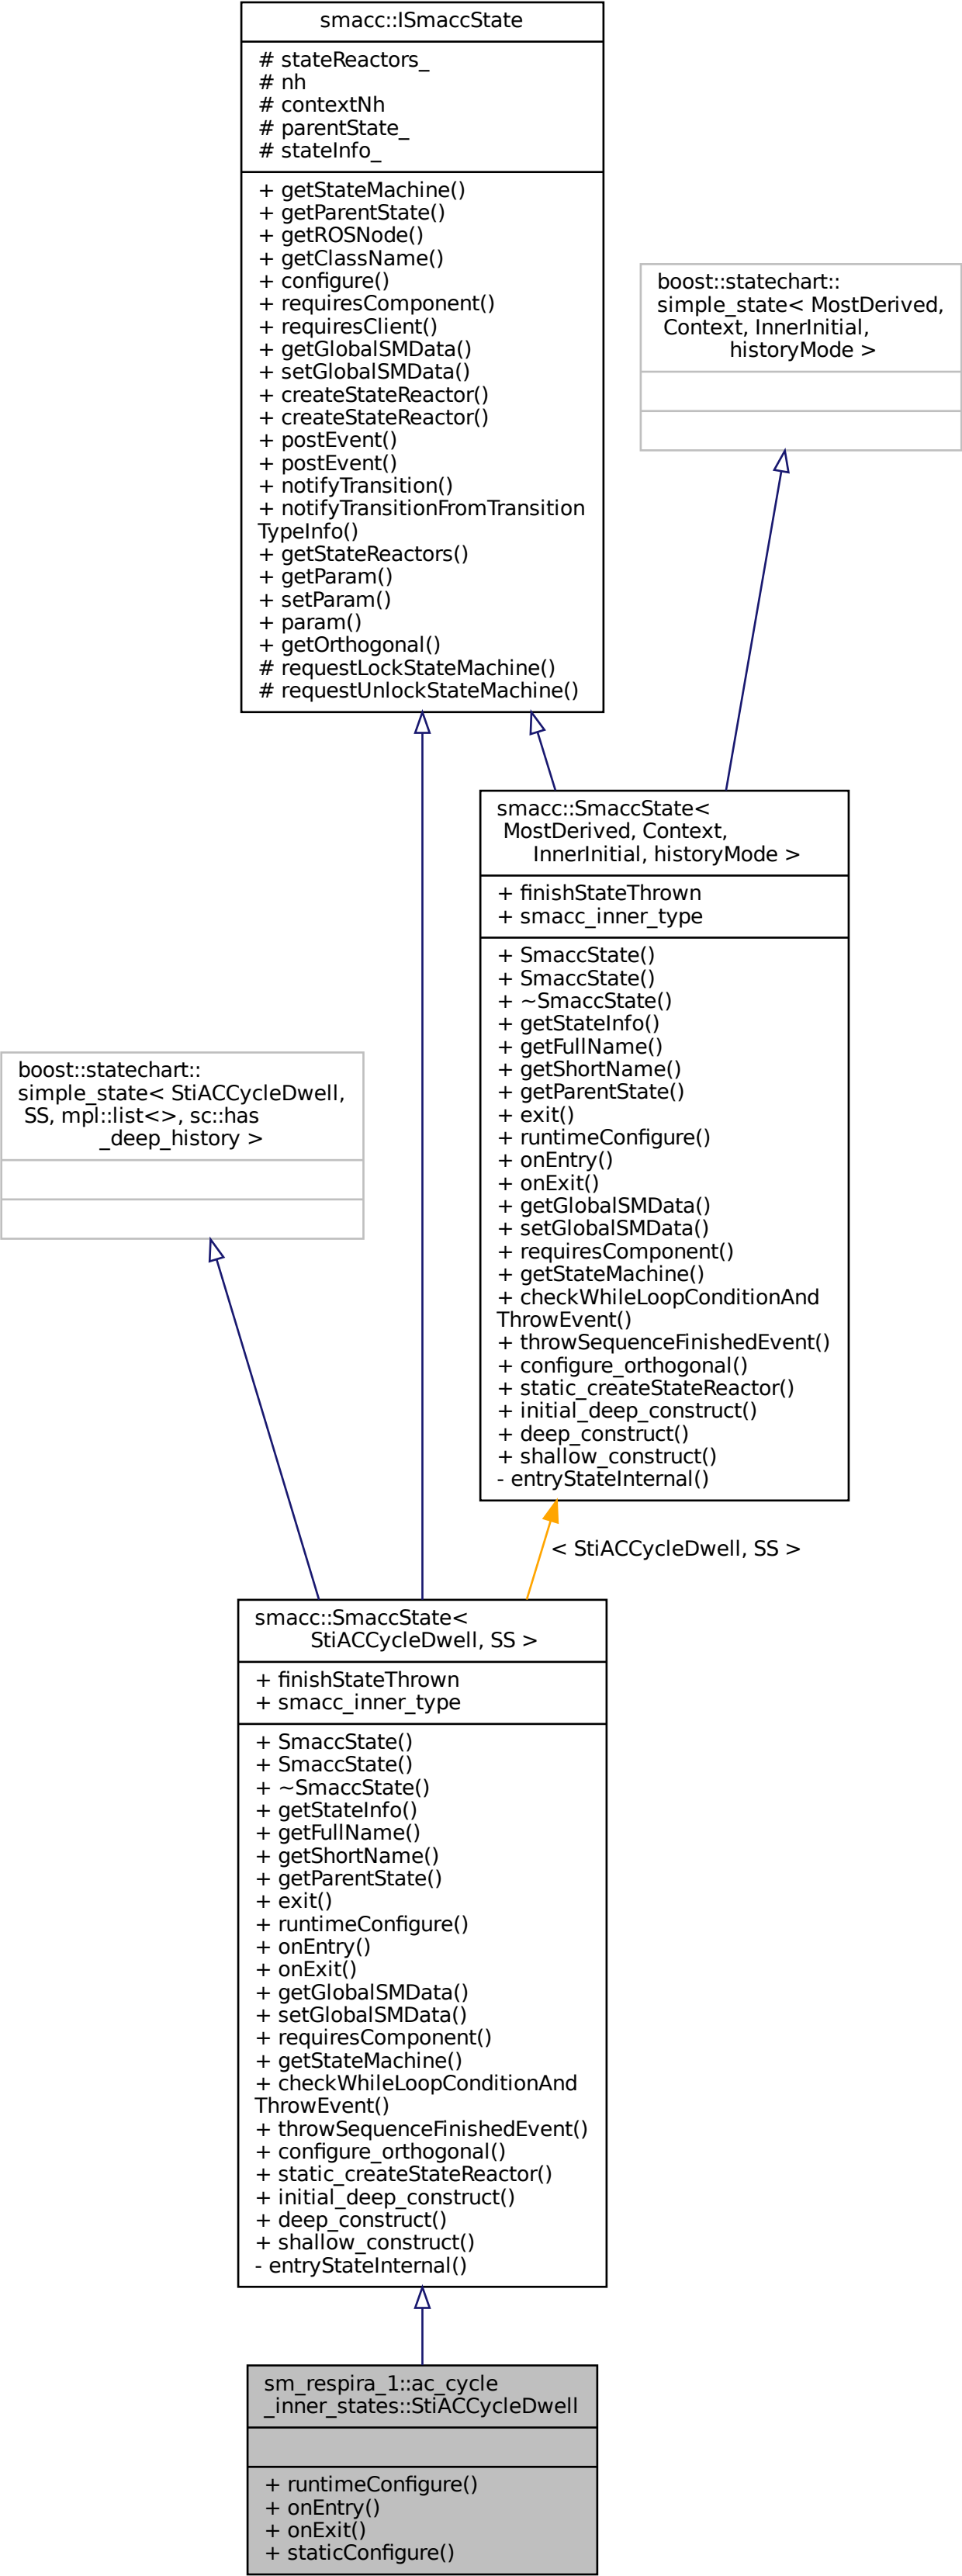 smacc::ISmaccState
# stateReactors_
# nh
# contextNh
# parentState_
# stateInfo_
+ getStateMachine()
+ getParentState()
+ getROSNode()
+ getClassName()
+ configure()
+ requiresComponent()
+ requiresClient()
+ getGlobalSMData()
+ setGlobalSMData()
+ createStateReactor()
+ createStateReactor()
+ postEvent()
+ postEvent()
+ notifyTransition()
+ notifyTransitionFromTransition
TypeInfo()
+ getStateReactors()
+ getParam()
+ setParam()
+ param()
+ getOrthogonal()
# requestLockStateMachine()
# requestUnlockStateMachine()
boost::statechart::
simple_state< MostDerived,
Context, InnerInitial,
historyMode >
smacc::SmaccState<
MostDerived, Context,
InnerInitial, historyMode >
+ finishStateThrown
+ smacc_inner_type
+ SmaccState()
+ SmaccState()
+ ~SmaccState()
+ getStateInfo()
+ getFullName()
+ getShortName()
+ getParentState()
+ exit()
+ runtimeConfigure()
+ onEntry()
+ onExit()
+ getGlobalSMData()
+ setGlobalSMData()
+ requiresComponent()
+ getStateMachine()
+ checkWhileLoopConditionAnd
ThrowEvent()
+ throwSequenceFinishedEvent()
+ configure_orthogonal()
+ static_createStateReactor()
+ initial_deep_construct()
+ deep_construct()
+ shallow_construct()
- entryStateInternal()
boost::statechart::
simple_state< StiACCycleDwell,
SS, mpl::list<>, sc::has
_deep_history >
< StiACCycleDwell, SS >
smacc::SmaccState<
StiACCycleDwell, SS >
+ finishStateThrown
+ smacc_inner_type
+ SmaccState()
+ SmaccState()
+ ~SmaccState()
+ getStateInfo()
+ getFullName()
+ getShortName()
+ getParentState()
+ exit()
+ runtimeConfigure()
+ onEntry()
+ onExit()
+ getGlobalSMData()
+ setGlobalSMData()
+ requiresComponent()
+ getStateMachine()
+ checkWhileLoopConditionAnd
ThrowEvent()
+ throwSequenceFinishedEvent()
+ configure_orthogonal()
+ static_createStateReactor()
+ initial_deep_construct()
+ deep_construct()
+ shallow_construct()
- entryStateInternal()
sm_respira_1::ac_cycle
_inner_states::StiACCycleDwell
+ runtimeConfigure()
+ onEntry()
+ onExit()
+ staticConfigure()